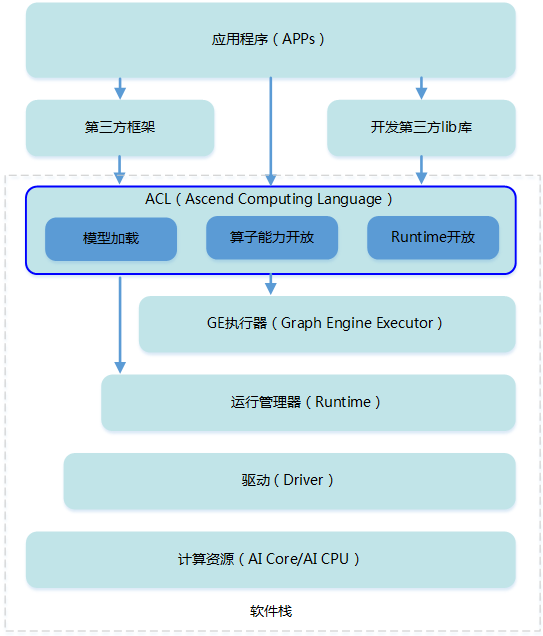 应用程序（APPs）
第三方框架
开发第三方lib库
ACL（Ascend Computing Language）
模型加载
算子能力开放
Runtime开放
GE执行器（Graph Engine Executor）
运行管理器（Runtime）
驱动（Driver）
计算资源（AI Core/AI CPU）
软件栈